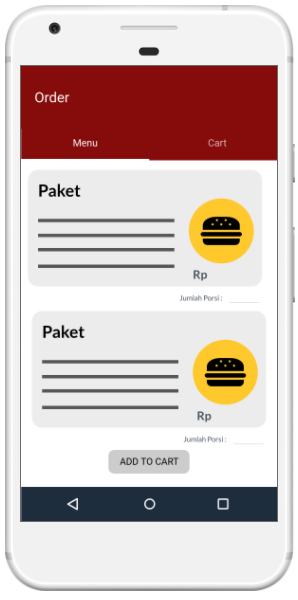 Order
Menu
Cart
Paket
Rp
Jumlah Porsi :
Paket
Rp
Jumlah Porsi :
ADD TO CART